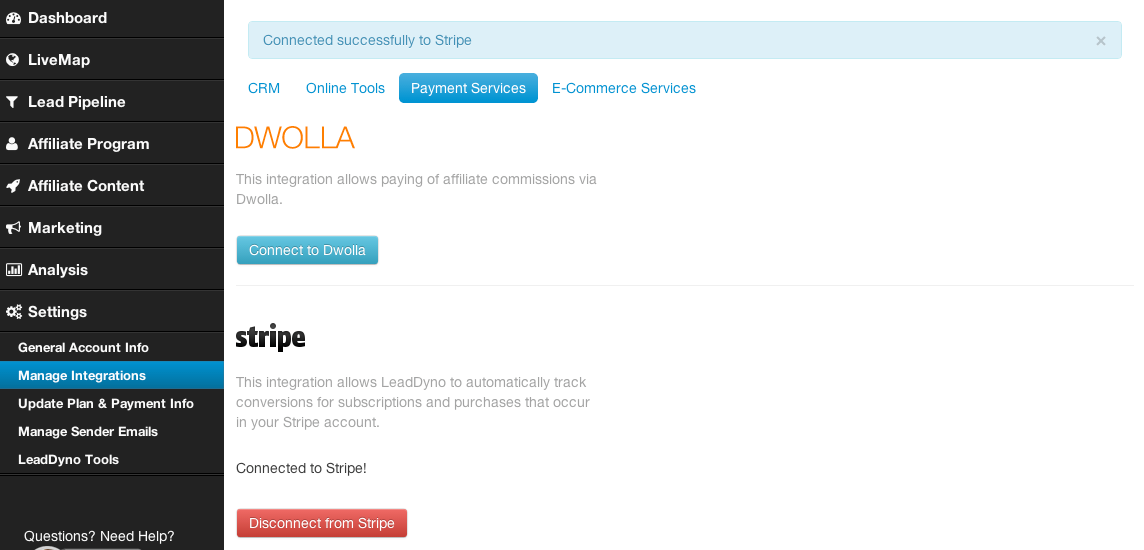 Dashboard
LiveMap
Lead Pipeline
Affiliate Program
Affiliate Content
Marketing
Analysis
Settings
General Account Info
Manage Integrations
Update Plan & Payment Info
Manage Sender Emails
LeadDyno Tools
Questions? Need Help?
Connected successfully to Stripe ×
CRM Online Tools Payment Services E-Commerce Services
DWOLLA
This integration allows paying of affiliate commissions via
Dwolla.
Connect to Dwolla
stripe
This integration allows LeadDyno to automatically track
conversions for subscriptions and purchases that occur
in your Stripe account.
Connected to Stripe!
Disconnect from Stripe